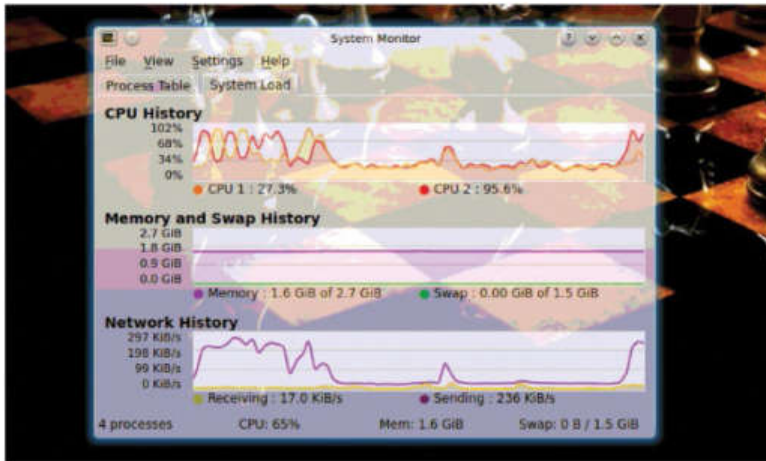 System Monitor
File View Settings Help
Process Table System Load
CPU History
102%
68%
34%
0%
CPU 1 : 27.3% CPU 2 : 95.6%
Memory and Swap History
2.7 GiB
1.8 GiB
0.9 GiB
0.0 GiB
Memory : 1.6 GiB of 2.7 GiB Swap : 0.00 GiB of 1.5 GiB
Network History
297 KiB/s
198 KiB/s
99 KiB/s
0 KiB/s
Receiving : 17.0 KiB/s Sending : 236 KiB/s
4 processes CPU: 65% Mem: 1.6 GiB Swap: 0 B / 1.5 GiB